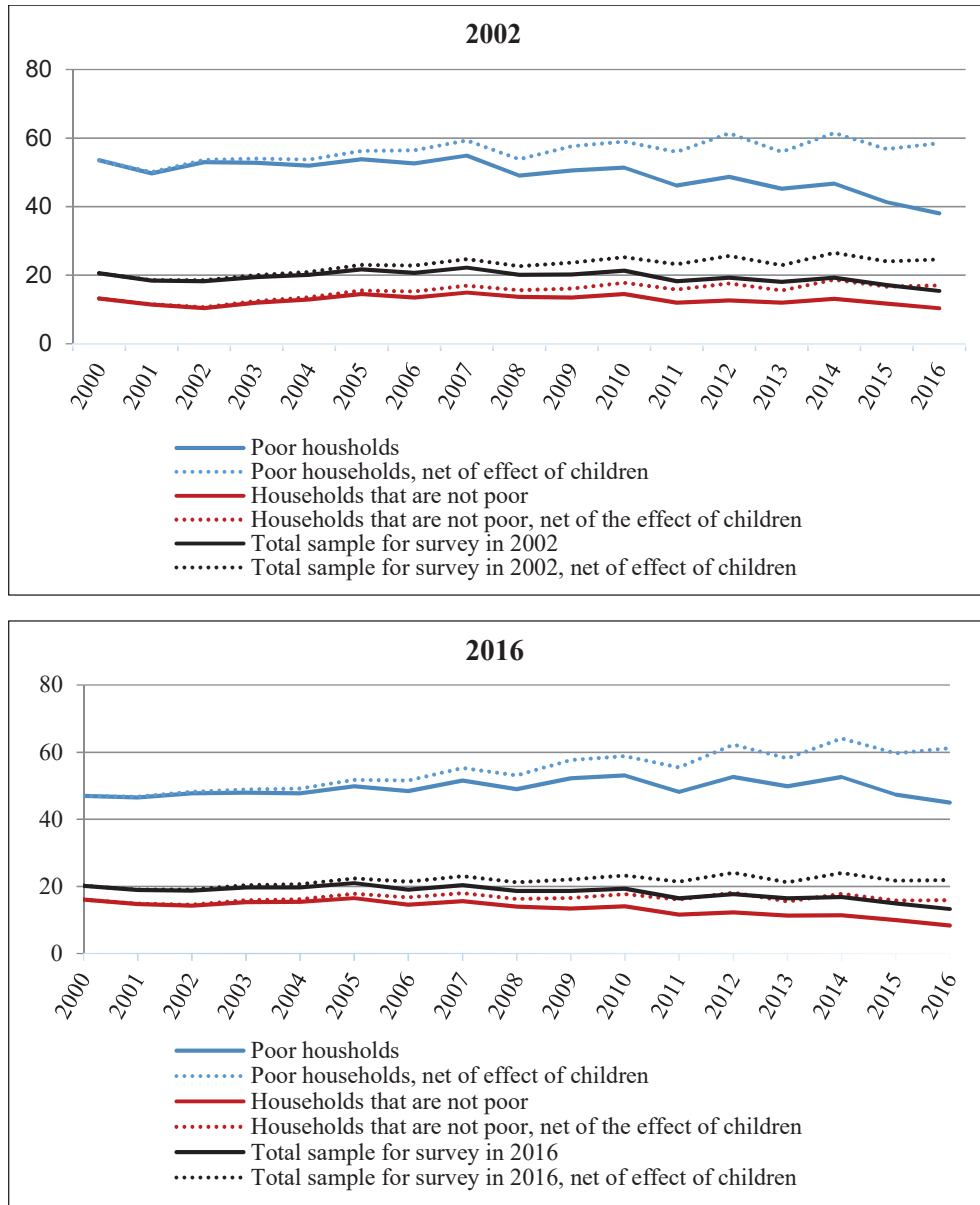 2002
80
60
40
20
0
2000 2001 2002 2003 2004 2005 2006 2007 2008 2009 2010 2011 2012 2013 2014 2015 2016
Poor housholds
Poor households, net of effect of children
Households that are not poor
Households that are not poor, net of the effect of children
Total sample for survey in 2002
Total sample for survey in 2002, net of effect of children
2016
80
60
40
20
0
2000 2001 2002 2003 2004 2005 2006 2007 2008 2009 2010 2011 2012 2013 2014 2015 2016
Poor housholds
Poor households, net of effect of children
Households that are not poor
Households that are not poor, net of the effect of children
Total sample for survey in 2016
Total sample for survey in 2016, net of effect of children